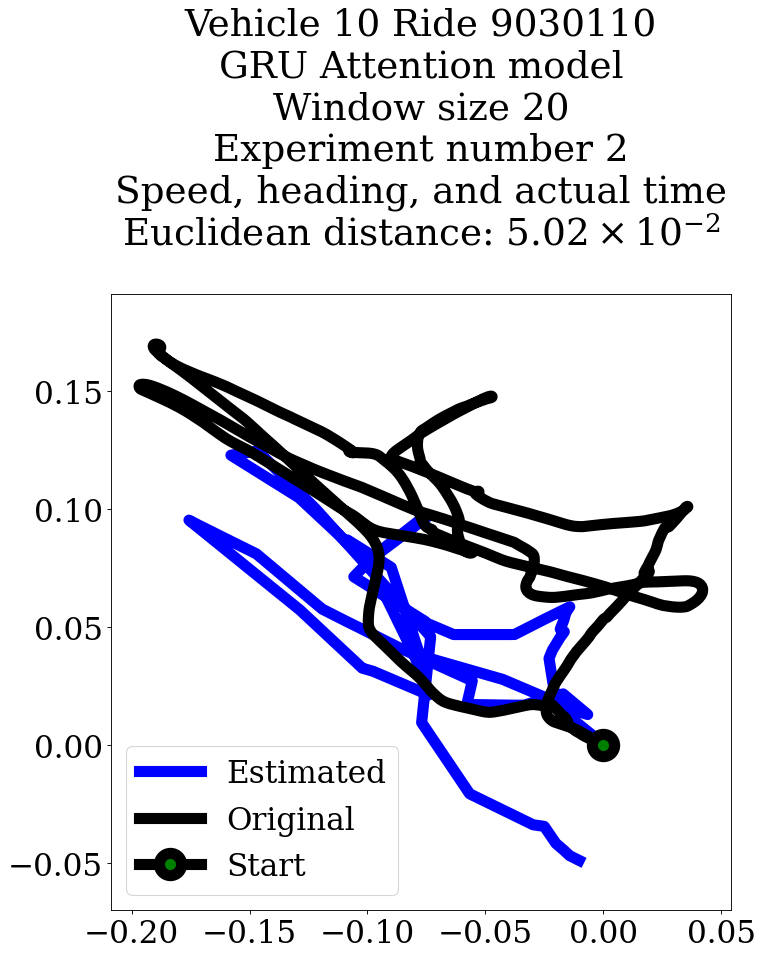 Vehicle 10 Ride 9030110
GRU Attention model
Window size 20
Experiment number 2
Speed, heading, and actual time
Euclidean distance: 5.02 × 10⁻²
0.15
0.10
0.05
0.00
−0.05
Estimated
Original
Start
−0.20 −0.15 −0.10 −0.05 0.00 0.05